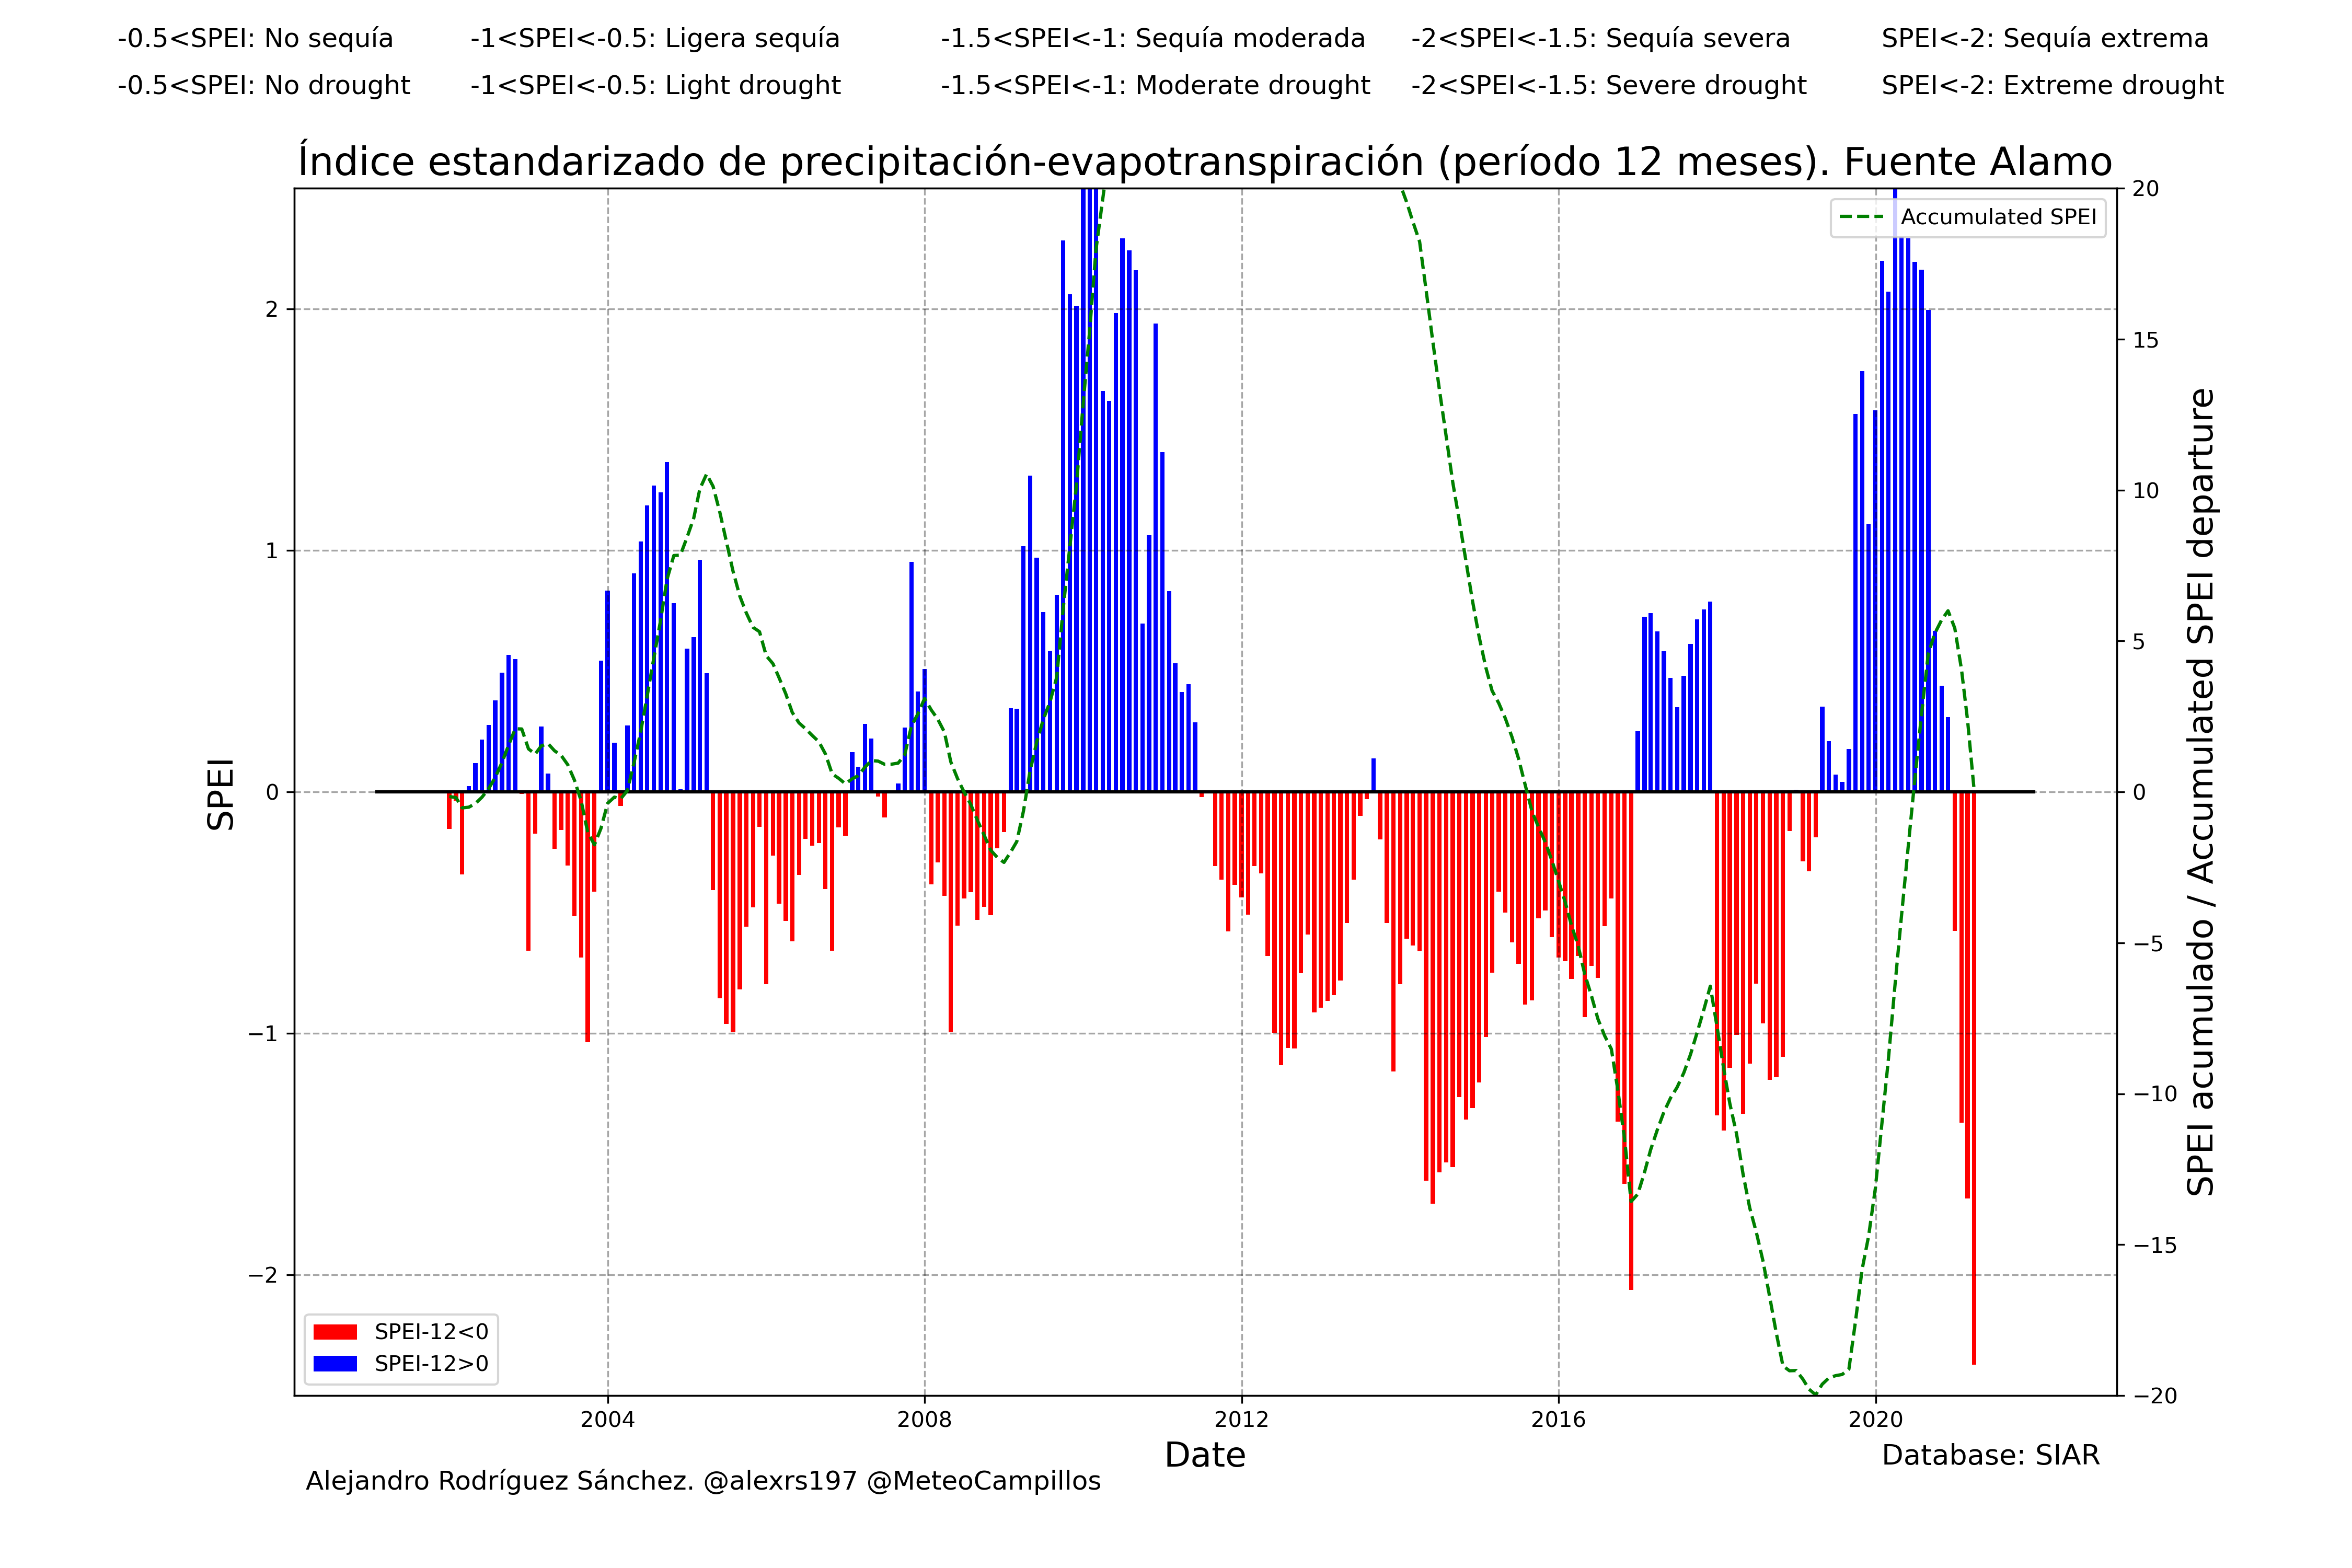 -0.5<SPEI: No sequía -1<SPEI<-0.5: Ligera sequía -1.5<SPEI<-1: Sequía moderada -2<SPEI<-1.5: Sequía severa SPEI<-2: Sequía extrema
-0.5<SPEI: No drought -1<SPEI<-0.5: Light drought -1.5<SPEI<-1: Moderate drought -2<SPEI<-1.5: Severe drought SPEI<-2: Extreme drought
Índice estandarizado de precipitación-evapotranspiración (período 12 meses). Fuente Alamo
Accumulated SPEI
SPEI
2
1
0
−1
−2
20
15
10
5
0
−5
−10
−15
−20
SPEI acumulado / Accumulated SPEI departure
SPEI-12<0
SPEI-12>0
2004 2008 2012 2016 2020
Date
Database: SIAR
Alejandro Rodríguez Sánchez. @alexrs197 @MeteoCampillos